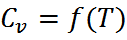 C_v = f(T)